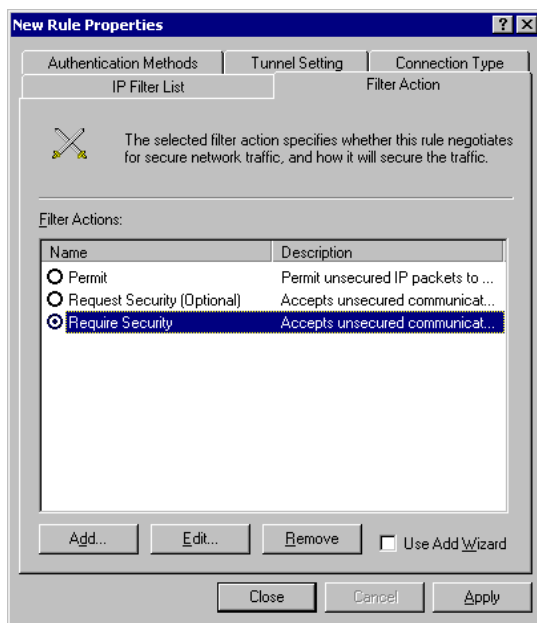 New Rule Properties
Authentication Methods Tunnel Setting Connection Type
IP Filter List Filter Action
The selected filter action specifies whether this rule negotiates
for secure network traffic, and how it will secure the traffic.
Filter Actions:
Name Description
Permit Permit unsecured IP packets to ...
Request Security (Optional) Accepts unsecured communicat...
Require Security Accepts unsecured communicat...
Add... Edit... Remove Use Add Wizard
Close Cancel Apply